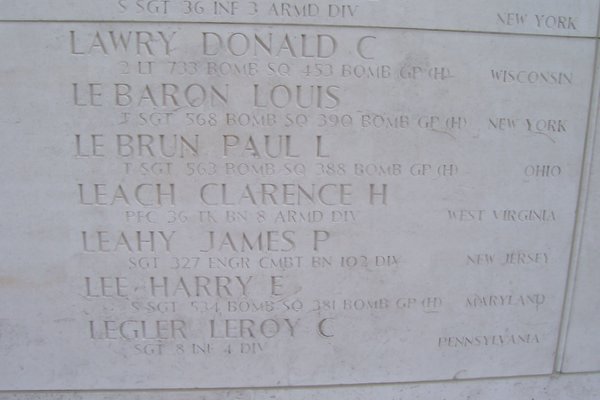 S SGT 36 INF 3 ARMD DIV NEW YORK
LAWRY DONALD C
2 LT 733 BOMB SQ 453 BOMB GP (H) WISCONSIN
LE BARON LOUIS
T SGT 568 BOMB SQ 390 BOMB GP (H) NEW YORK
LE BRUN PAUL L
T SGT 563 BOMB SQ 388 BOMB GP (H) OHIO
LEACH CLARENCE H
PFC 36 TK BN 8 ARMD DIV WEST VIRGINIA
LEAHY JAMES P
SGT 327 ENGR CMBT BN 102 DIV NEW JERSEY
LEE HARRY E
S SGT 534 BOMB SQ 381 BOMB GP (H) MARYLAND
LEGLER LEROY C
SGT 8 INF 4 DIV PENNSYLVANIA